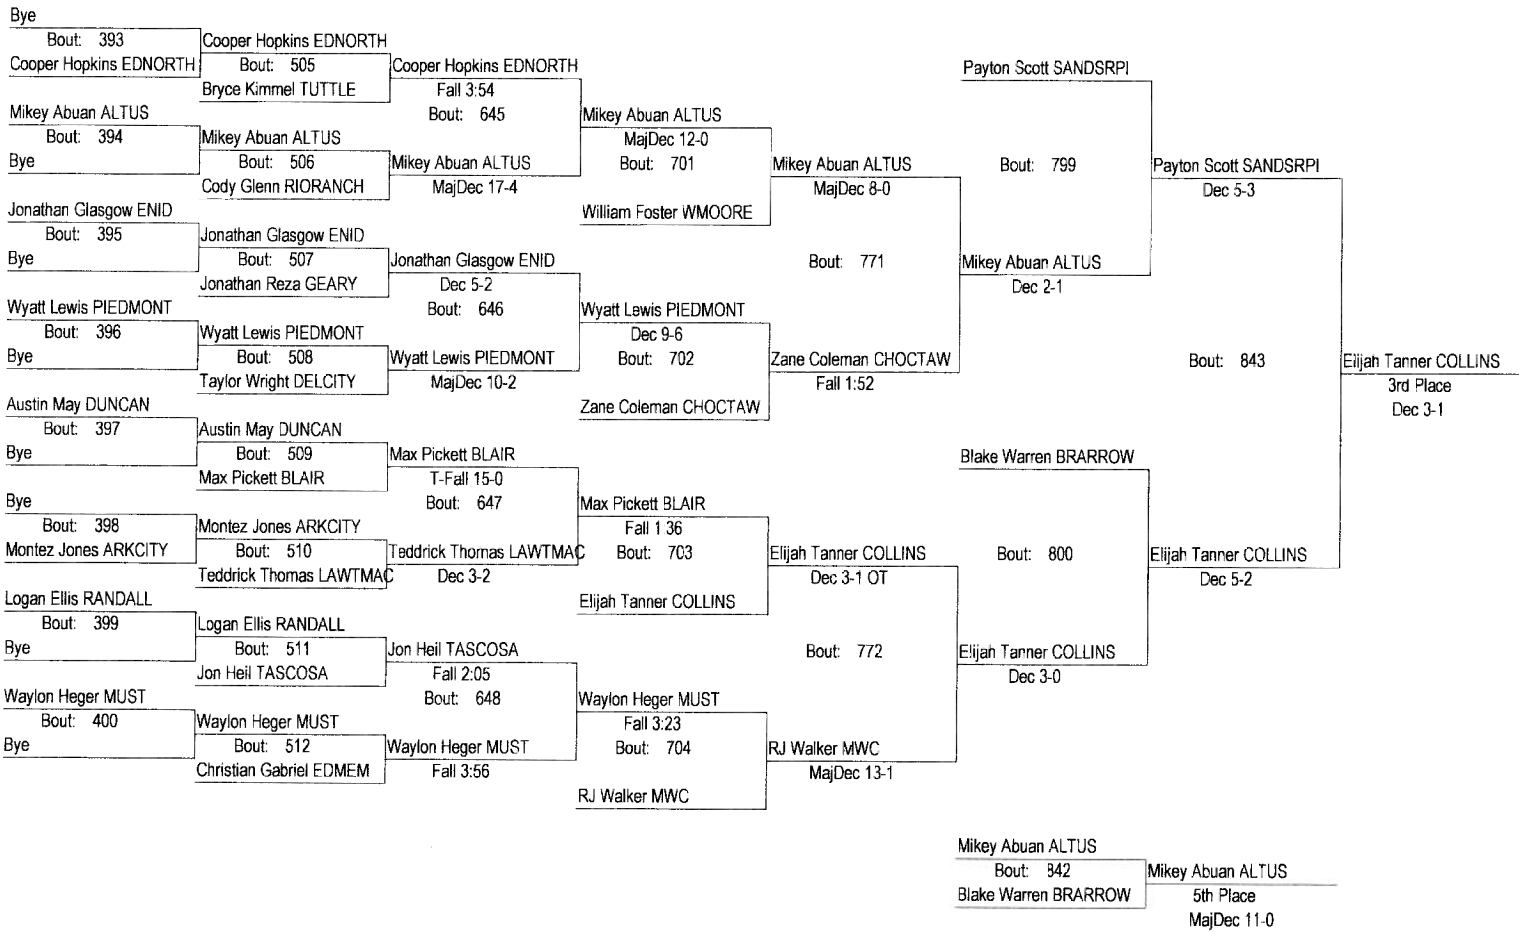 Bye
Bout: 393
Cooper Hopkins EDNORTH
Mikey Abuan ALTUS
Bout: 394
Bye
Jonathan Glasgow ENID
Bout: 395
Bye
Wyatt Lewis PIEDMONT
Bout: 396
Bye
Austin May DUNCAN
Bout: 397
Bye
Bye
Bout: 398
Montez Jones ARKCITY
Logan Ellis RANDALL
Bout: 399
Bye
Waylon Heger MUST
Bout: 400
Bye
Cooper Hopkins EDNORTH
Bout: 505
Bryce Kimmel TUTTLE
Mikey Abuan ALTUS
Bout: 506
Cody Glenn RIORANCH
Jonathan Glasgow ENID
Bout: 507
Jonathan Reza GEARY
Wyatt Lewis PIEDMONT
Bout: 508
Taylor Wright DELCITY
Austin May DUNCAN
Bout: 509
Max Pickett BLAIR
Montez Jones ARKCITY
Bout: 510
Teddrick Thomas LAWTMAC
Logan Ellis RANDALL
Bout: 511
Jon Heil TASCOSA
Waylon Heger MUST
Bout: 512
Christian Gabriel EDMEM
Cooper Hopkins EDNORTH
Fall 3:54
Bout: 645
Mikey Abuan ALTUS
MajDec 17-4
Jonathan Glasgow ENID
Dec 5-2
Bout: 646
Wyatt Lewis PIEDMONT
MajDec 10-2
Max Pickett BLAIR
T-Fall 15-0
Bout: 647
Teddrick Thomas LAWTMAC
Dec 3-2
Jon Heil TASCOSA
Fall 2:05
Bout: 648
Waylon Heger MUST
Fall 3:56
Mikey Abuan ALTUS
MajDec 12-0
Bout: 701
William Foster WMOORE
Wyatt Lewis PIEDMONT
Dec 9-6
Bout: 702
Zane Coleman CHOCTAW
Max Pickett BLAIR
Fall 1 36
Bout: 703
Elijah Tanner COLLINS
Waylon Heger MUST
Fall 3:23
Bout: 704
RJ Walker MWC
Mikey Abuan ALTUS
MajDec 8-0
Bout: 771
Zane Coleman CHOCTAW
Fall 1:52
Elijah Tanner COLLINS
Dec 3-1 OT
Bout: 772
RJ Walker MWC
MajDec 13-1
Payton Scott SANDSRPI
Bout: 799
Mikey Abuan ALTUS
Dec 2-1
Blake Warren BRARROW
Bout: 800
Elijah Tanner COLLINS
Dec 3-0
Payton Scott SANDSRPI
Dec 5-3
Bout: 843
Elijah Tanner COLLINS
Dec 5-2
Elijah Tanner COLLINS
3rd Place
Dec 3-1
Mikey Abuan ALTUS
Bout: 842
Blake Warren BRARROW
Mikey Abuan ALTUS
5th Place
MajDec 11-0